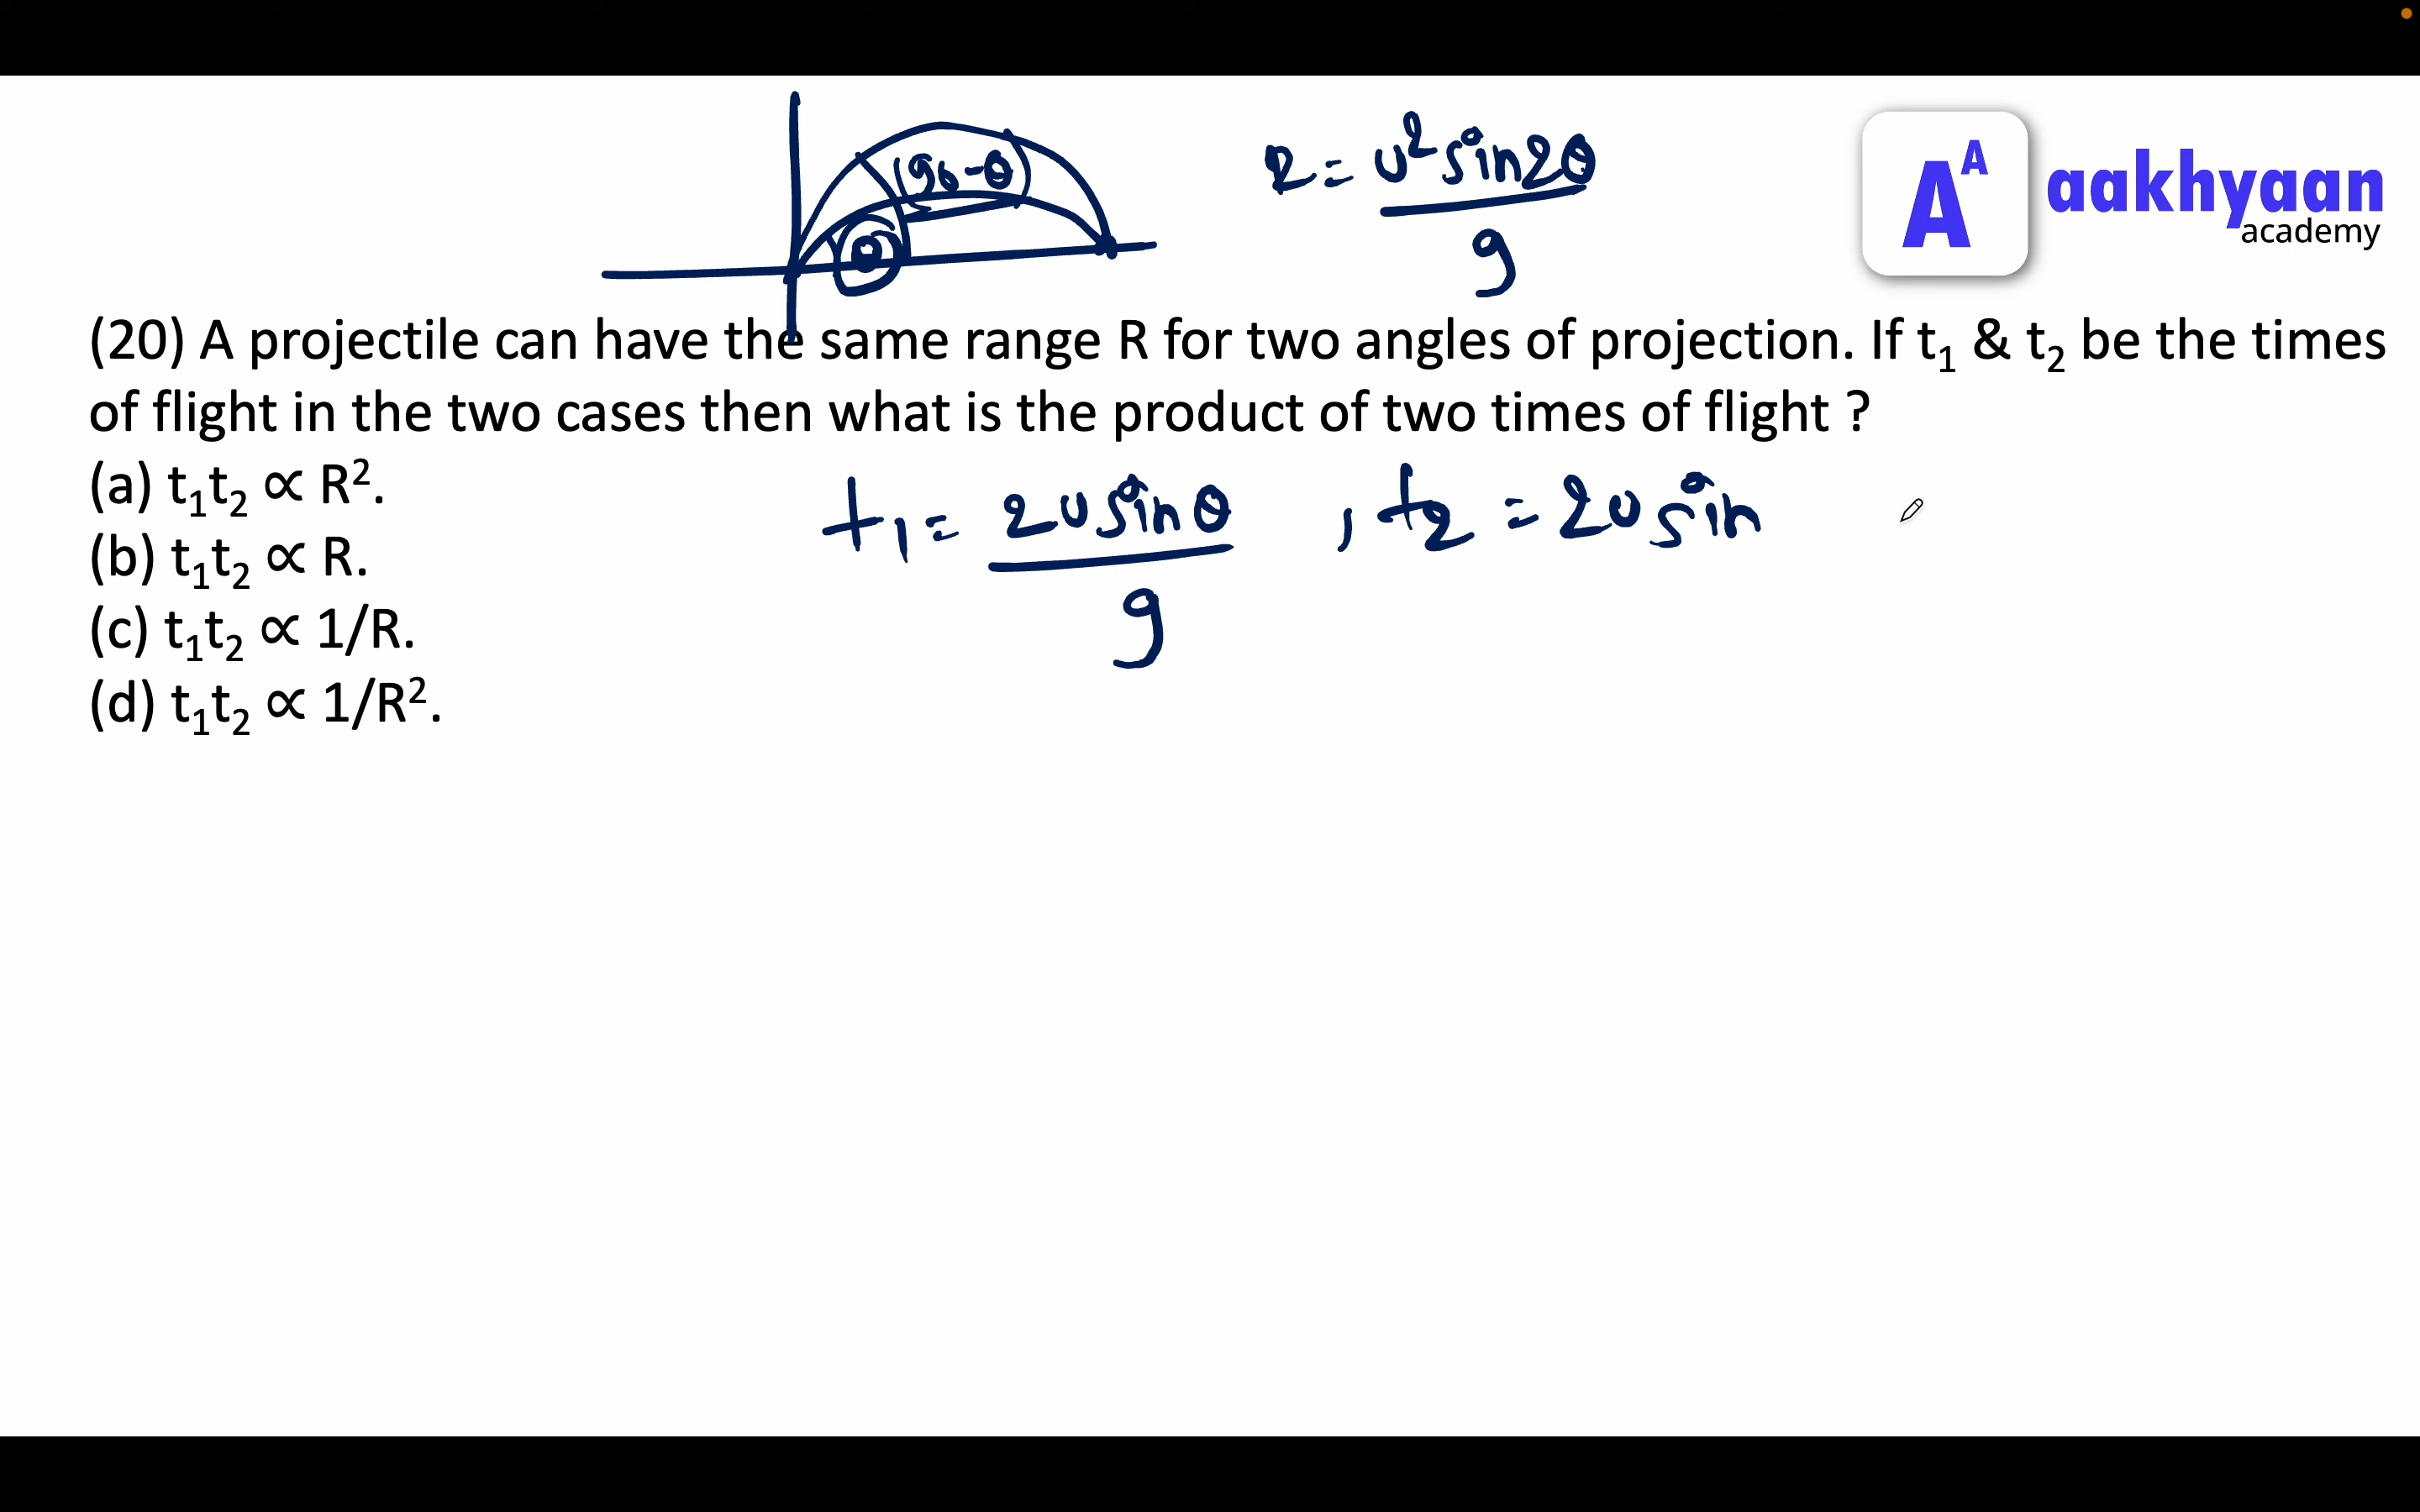 90-θ
θ
R = u² sin2θ / g
A^A aakhyaan
academy
(20) A projectile can have the same range R for two angles of projection. If t₁ & t₂ be the times
of flight in the two cases then what is the product of two times of flight ?
(a) t₁t₂ ∝ R².
(b) t₁t₂ ∝ R.
(c) t₁t₂ ∝ 1/R.
(d) t₁t₂ ∝ 1/R².
t₁ = 2u sinθ / g , t₂ = 2u sin